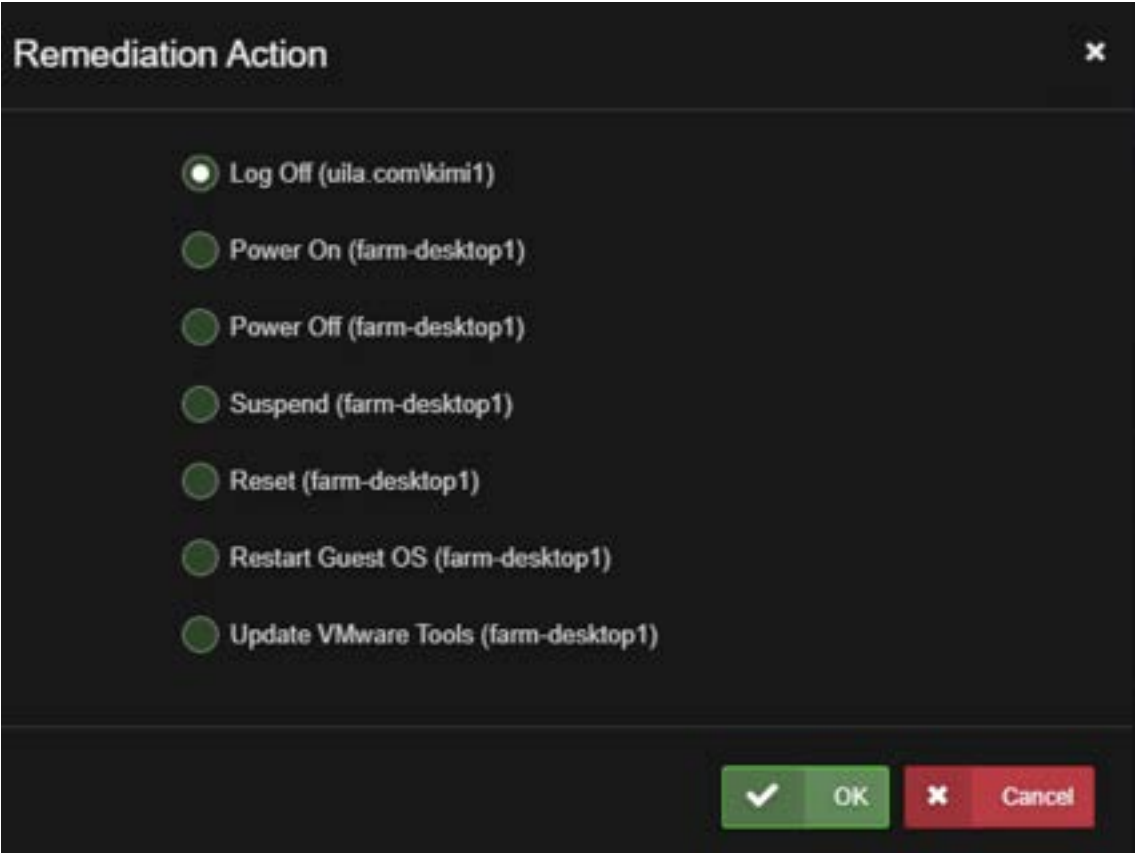 Remediation Action
Log Off (uila.com\kimi1)
Power On (farm-desktop1)
Power Off (farm-desktop1)
Suspend (farm-desktop1)
Reset (farm-desktop1)
Restart Guest OS (farm-desktop1)
Update VMware Tools (farm-desktop1)
OK
Cancel